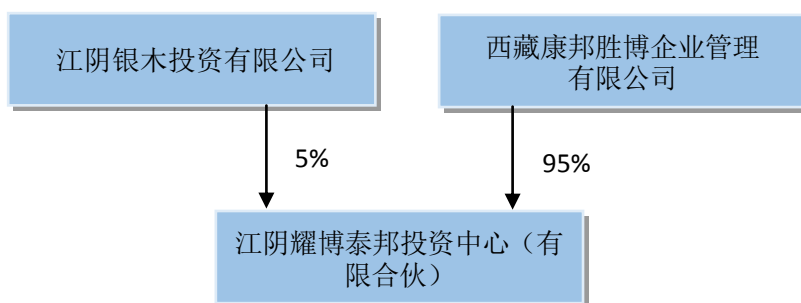 江阴银木投资有限公司
西藏康邦胜博企业管理
有限公司
5%
95%
江阴耀博泰邦投资中心（有
限合伙）